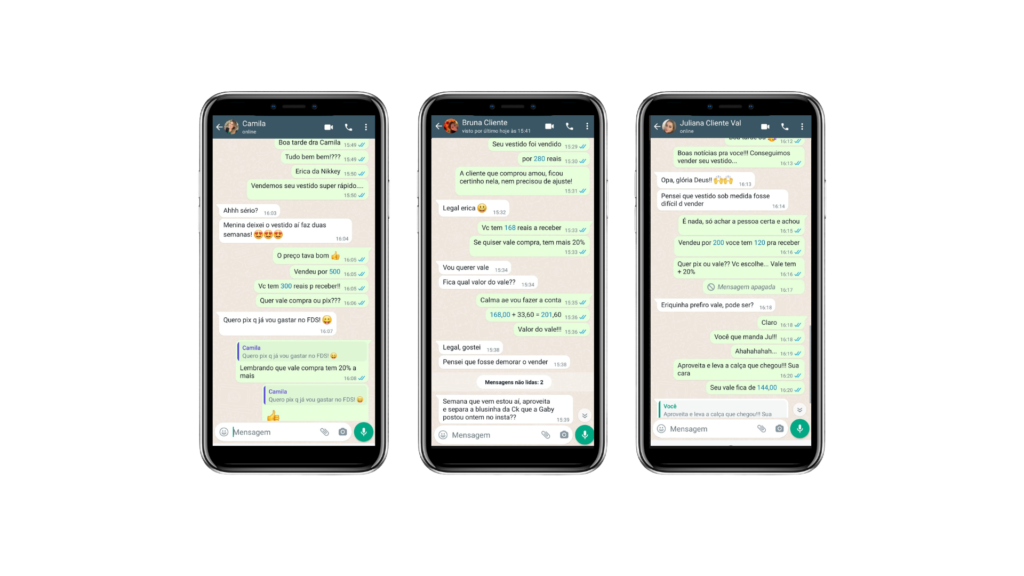 Camila
online
Boa tarde dra Camila 15:49
Tudo bem bem!??? 15:49
Erica da Nikkey 15:50
Vendemos seu vestido super rápido.... 15:50
Ahhh sério? 16:03
Menina deixei o vestido aí faz duas
semanas! 😍😍😍 16:04
O preço tava bom 👍 16:05
Vendeu por 500 16:05
Vc tem 300 reais p receber!! 16:05
Quer vale compra ou pix??? 16:06
Quero pix q já vou gastar no FDS! 😀
16:07
Camila
Quero pix q já vou gastar no FDS! 😀
Lembrando que vale compra tem 20% a
mais 16:08
Camila
Quero pix q já vou gastar no FDS! 😀
👍
Mensagem
Bruna Cliente
visto por último hoje às 15:41
Seu vestido foi vendido 15:29
por 280 reais 15:30
A cliente que comprou amou, ficou
certinho nela, nem precisou de ajuste!
15:31
Legal erica 😀 15:32
Vc tem 168 reais a receber 15:33
Se quiser vale compra, tem mais 20%
15:33
Vou querer vale 15:34
Fica qual valor do vale?? 15:34
Calma ae vou fazer a conta 15:35
168,00 + 33,60 = 201,60 15:36
Valor do vale!!! 15:36
Legal, gostei 15:38
Pensei que fosse demorar o vender 15:38
Mensagens não lidas: 2
Semana que vem estou aí, aproveita
e separa a blusinha da Ck que a Gaby
postou ontem no insta?? 15:39
Mensagem
Juliana Cliente Val
online
16:12
Boas notícias pra voce!!! Conseguimos
vender seu vestido... 16:13
Opa, glória Deus!! 🙌🙌 16:13
Pensei que vestido sob medida fosse
difícil d vender 16:14
É nada, só achar a pessoa certa e achou
16:15
Vendeu por 200 voce tem 120 pra receber
16:16
Quer pix ou vale?? Vc escolhe... Vale tem
+ 20% 16:16
Mensagem apagada 16:17
Eriquinha prefiro vale, pode ser? 16:18
Claro 16:18
Você que manda Ju!!! 16:18
Ahahahahah... 16:19
Aproveita e leva a calça que chegou!!! Sua
cara 16:20
Seu vale fica de 144,00 16:20
Você
Aproveita e leva a calça que chegou!!! Sua
Mensagem